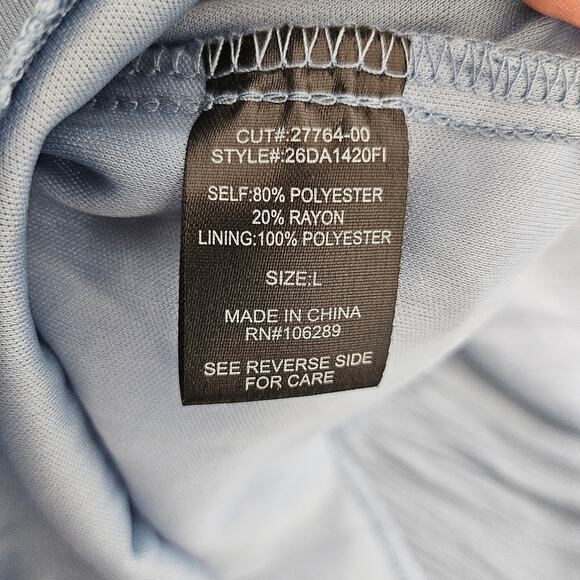 CUT#:27764-00
STYLE#:26DA1420FI
SELF:80% POLYESTER
20% RAYON
LINING:100% POLYESTER
SIZE:L
MADE IN CHINA
RN#106289
SEE REVERSE SIDE
FOR CARE